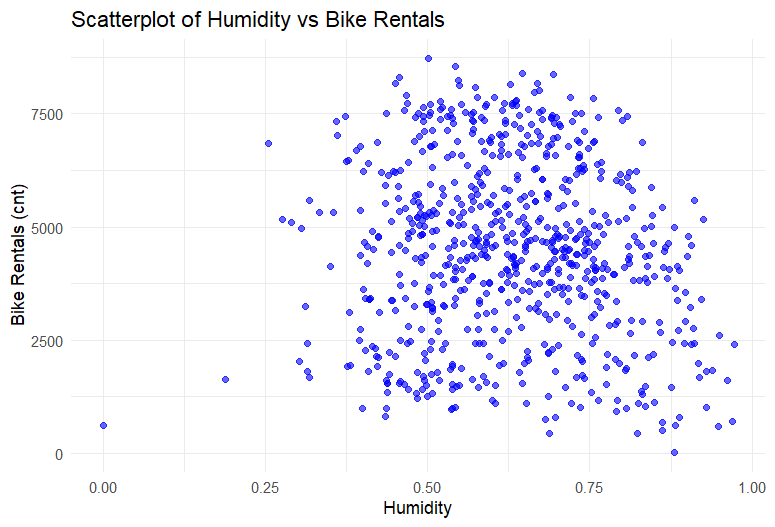 Scatterplot of Humidity vs Bike Rentals
Bike Rentals (cnt)
7500
5000
2500
0
0.00 0.25 0.50 0.75 1.00
Humidity